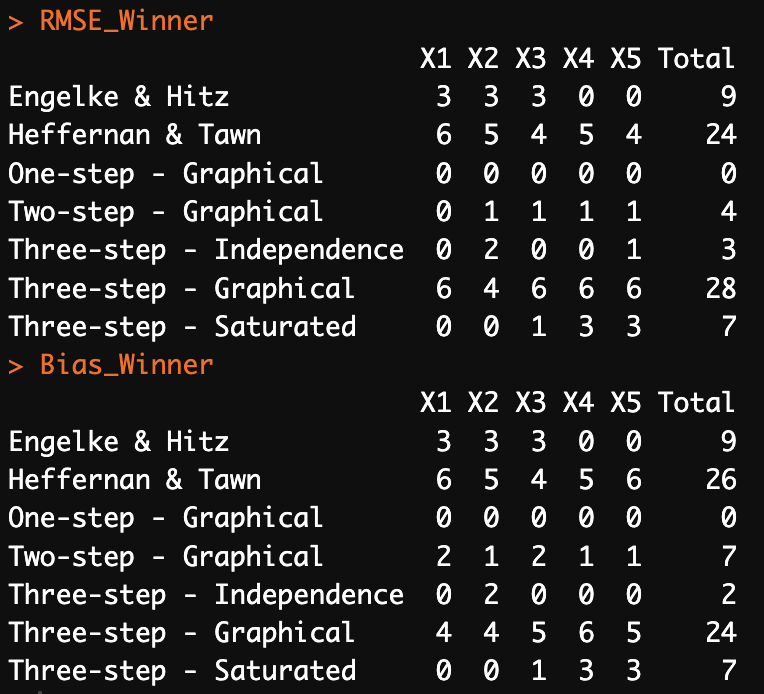 > RMSE_Winner
X1 X2 X3 X4 X5 Total
Engelke & Hitz 3 3 3 0 0 9
Heffernan & Tawn 6 5 4 5 4 24
One-step - Graphical 0 0 0 0 0 0
Two-step - Graphical 0 1 1 1 1 4
Three-step - Independence 0 2 0 0 1 3
Three-step - Graphical 6 4 6 6 6 28
Three-step - Saturated 0 0 1 3 3 7
> Bias_Winner
X1 X2 X3 X4 X5 Total
Engelke & Hitz 3 3 3 0 0 9
Heffernan & Tawn 6 5 4 5 6 26
One-step - Graphical 0 0 0 0 0 0
Two-step - Graphical 2 1 2 1 1 7
Three-step - Independence 0 2 0 0 0 2
Three-step - Graphical 4 4 5 6 5 24
Three-step - Saturated 0 0 1 3 3 7